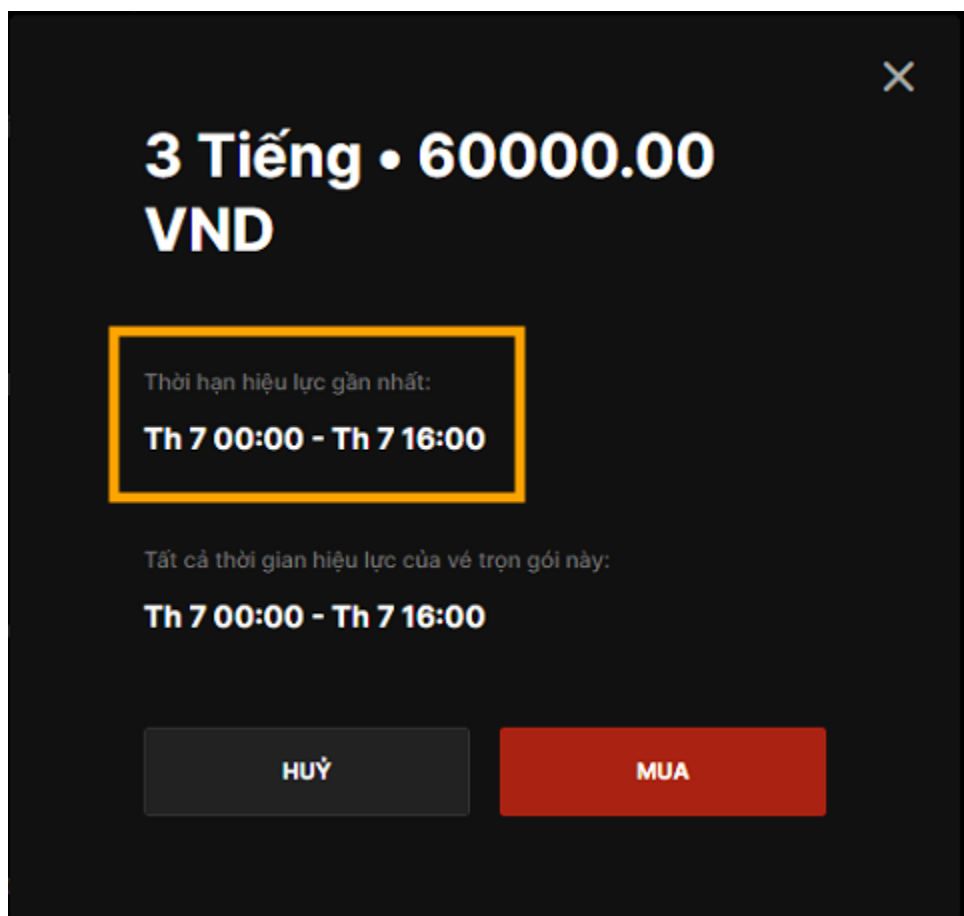 3 Tiếng • 60000.00
VND
Thời hạn hiệu lực gần nhất:
Th 7 00:00 - Th 7 16:00
Tất cả thời gian hiệu lực của vé trọn gói này:
Th 7 00:00 - Th 7 16:00
HUỶ
MUA